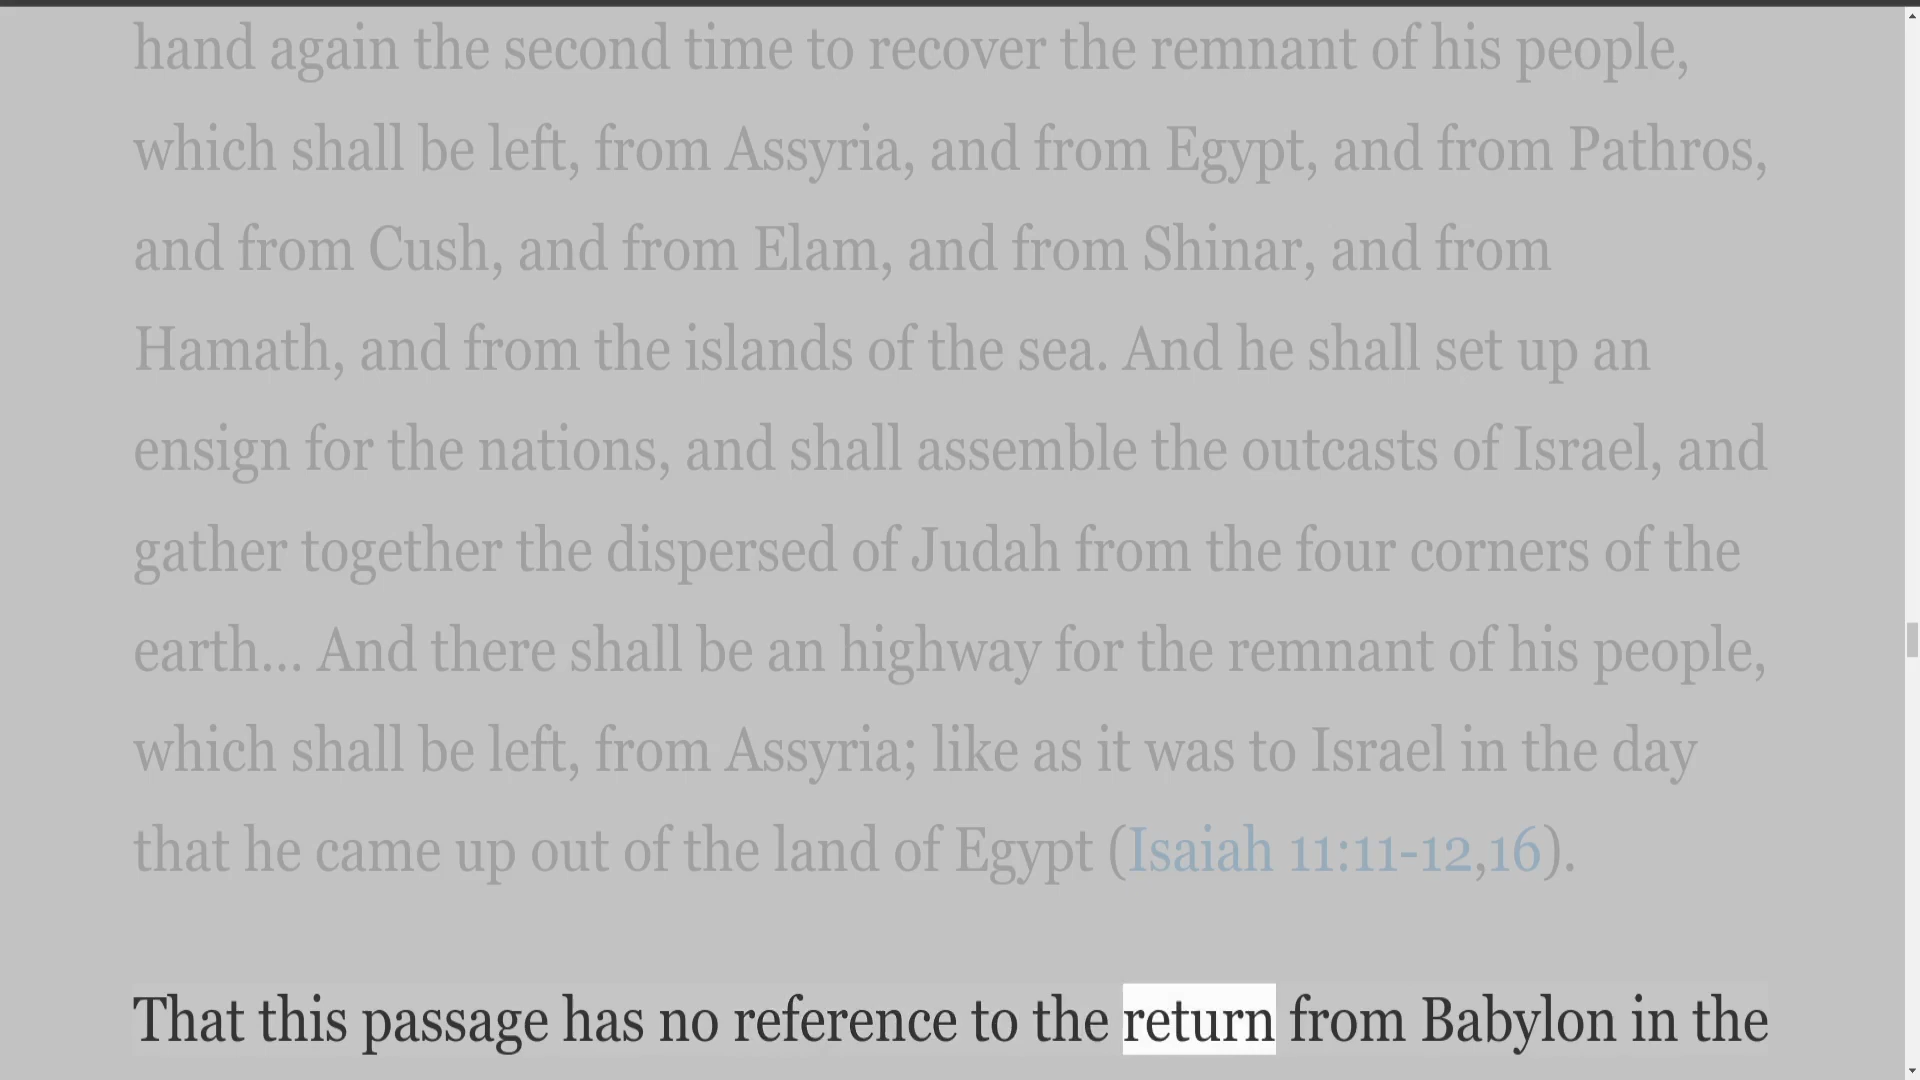 hand again the second time to recover the remnant of his people,
which shall be left, from Assyria, and from Egypt, and from Pathros,
and from Cush, and from Elam, and from Shinar, and from
Hamath, and from the islands of the sea. And he shall set up an
ensign for the nations, and shall assemble the outcasts of Israel, and
gather together the dispersed of Judah from the four corners of the
earth... And there shall be an highway for the remnant of his people,
which shall be left, from Assyria; like as it was to Israel in the day
that he came up out of the land of Egypt (Isaiah 11:11-12,16).
That this passage has no reference to the return from Babylon in the